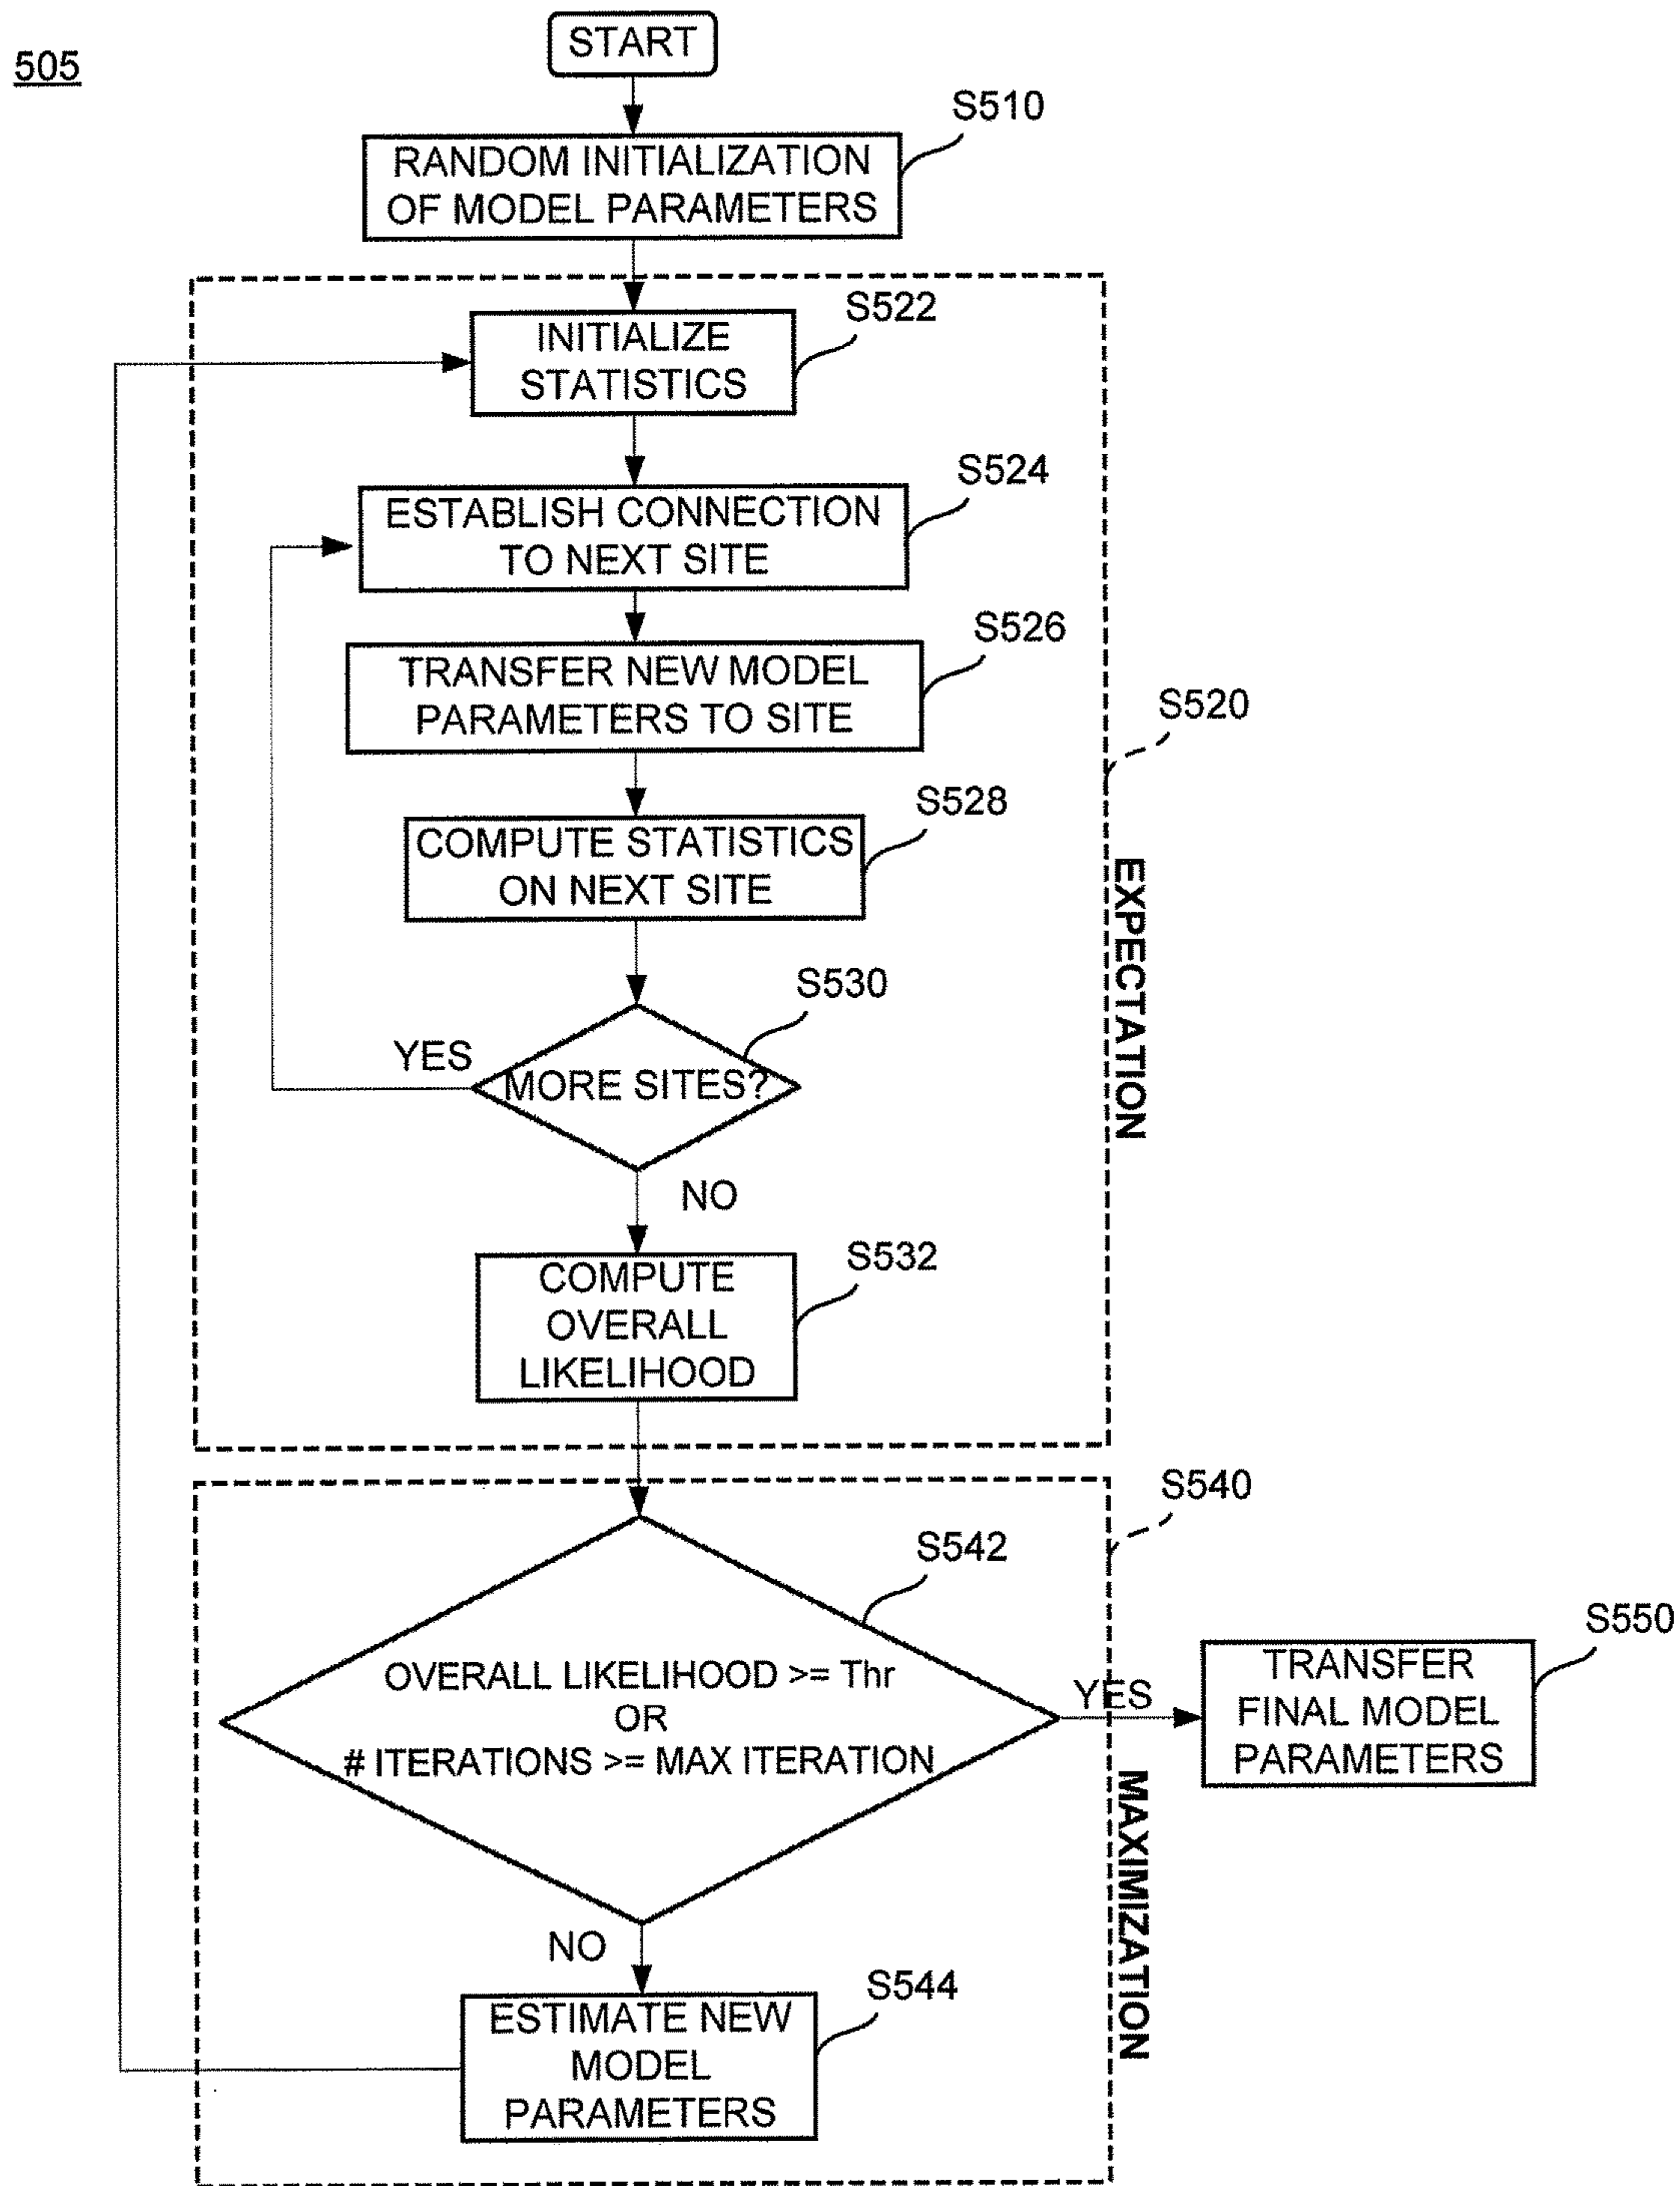 505
START
S510
RANDOM INITIALIZATION
OF MODEL PARAMETERS
S522
INITIALIZE
STATISTICS
S524
ESTABLISH CONNECTION
TO NEXT SITE
S526
TRANSFER NEW MODEL
PARAMETERS TO SITE
S520
S528
COMPUTE STATISTICS
ON NEXT SITE
EXPECTATION
S530
YES
MORE SITES?
NO
S532
COMPUTE
OVERALL
LIKELIHOOD
S540
S542
OVERALL LIKELIHOOD >= Thr
OR
# ITERATIONS >= MAX ITERATION
YES
S550
TRANSFER
FINAL MODEL
PARAMETERS
MAXIMIZATION
NO
S544
ESTIMATE NEW
MODEL
PARAMETERS